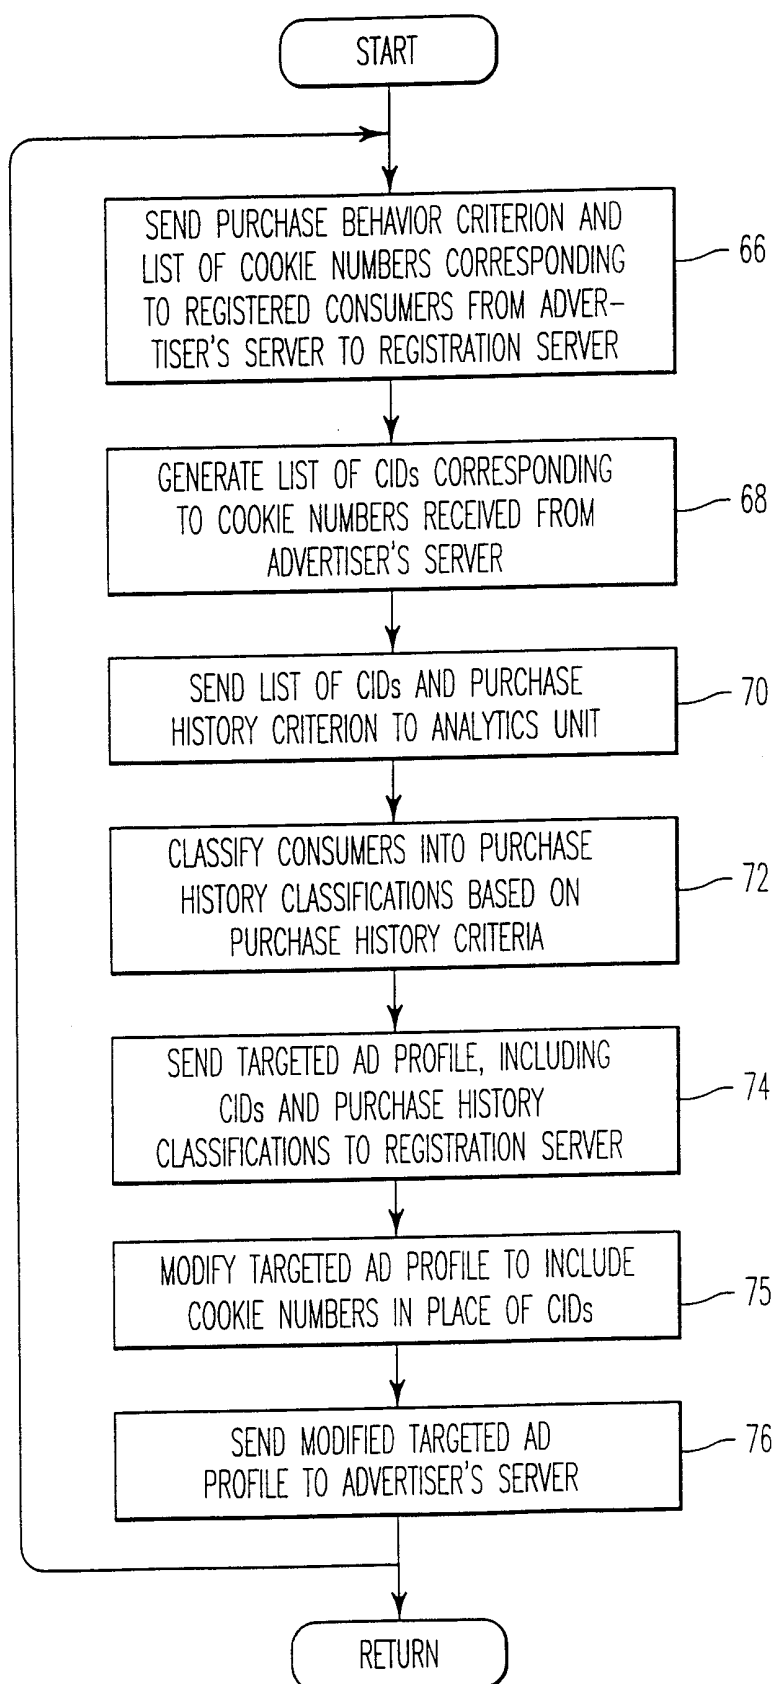 START
SEND PURCHASE BEHAVIOR CRITERION AND
LIST OF COOKIE NUMBERS CORRESPONDING
TO REGISTERED CONSUMERS FROM ADVER-
TISER'S SERVER TO REGISTRATION SERVER
66
GENERATE LIST OF CIDs CORRESPONDING
TO COOKIE NUMBERS RECEIVED FROM
ADVERTISER'S SERVER
68
SEND LIST OF CIDs AND PURCHASE
HISTORY CRITERION TO ANALYTICS UNIT
70
CLASSIFY CONSUMERS INTO PURCHASE
HISTORY CLASSIFICATIONS BASED ON
PURCHASE HISTORY CRITERIA
72
SEND TARGETED AD PROFILE, INCLUDING
CIDs AND PURCHASE HISTORY
CLASSIFICATIONS TO REGISTRATION SERVER
74
MODIFY TARGETED AD PROFILE TO INCLUDE
COOKIE NUMBERS IN PLACE OF CIDs
75
SEND MODIFIED TARGETED AD
PROFILE TO ADVERTISER'S SERVER
76
RETURN